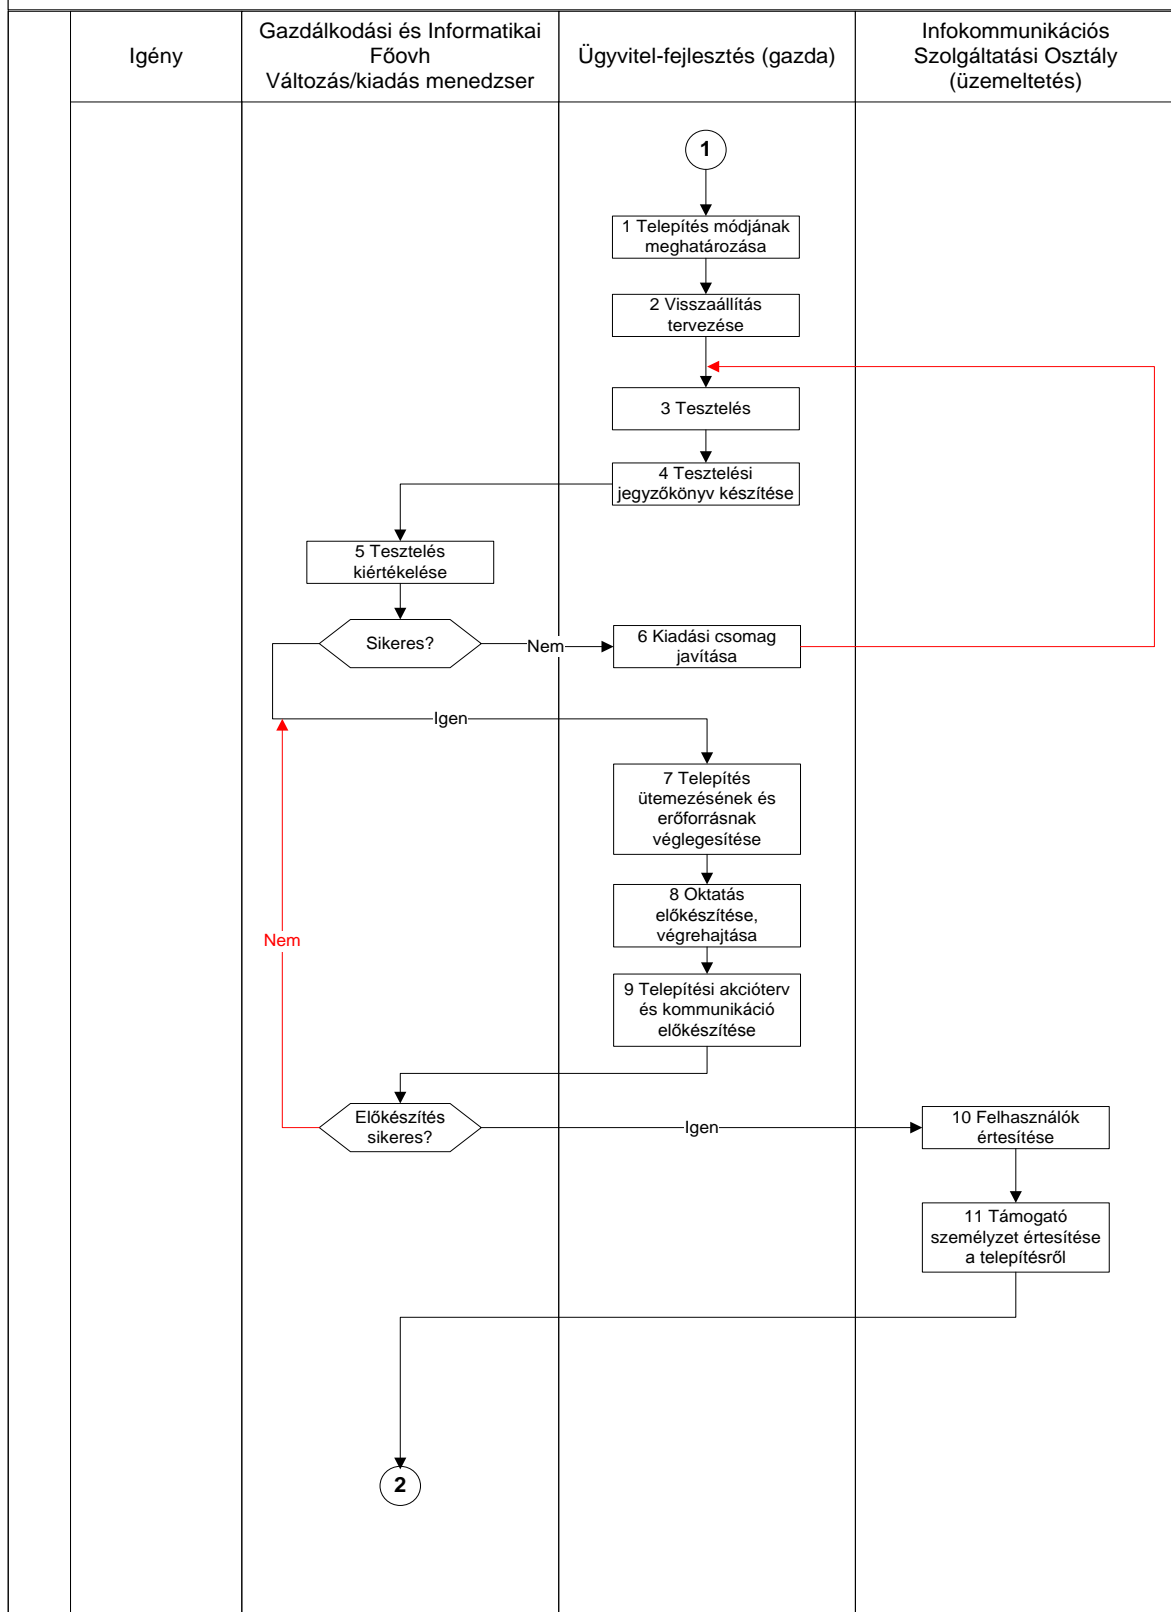 Igény
Gazdálkodási és Informatikai
Főovh
Változás/kiadás menedzser
Ügyvitel-fejlesztés (gazda)
Infokommunikációs
Szolgáltatási Osztály
(üzemeltetés)
1
1 Telepítés módjának
meghatározása
2 Visszaállítás
tervezése
3 Tesztelés
4 Tesztelési
jegyzőkönyv készítése
5 Tesztelés
kiértékelése
Sikeres?
Nem
6 Kiadási csomag
javítása
Igen
7 Telepítés
ütemezésének és
erőforrásnak
véglegesítése
8 Oktatás
előkészítése,
végrehajtása
Nem
9 Telepítési akcióterv
és kommunikáció
előkészítése
Előkészítés
sikeres?
Igen
10 Felhasználók
értesítése
11 Támogató
személyzet értesítése
a telepítésről
2